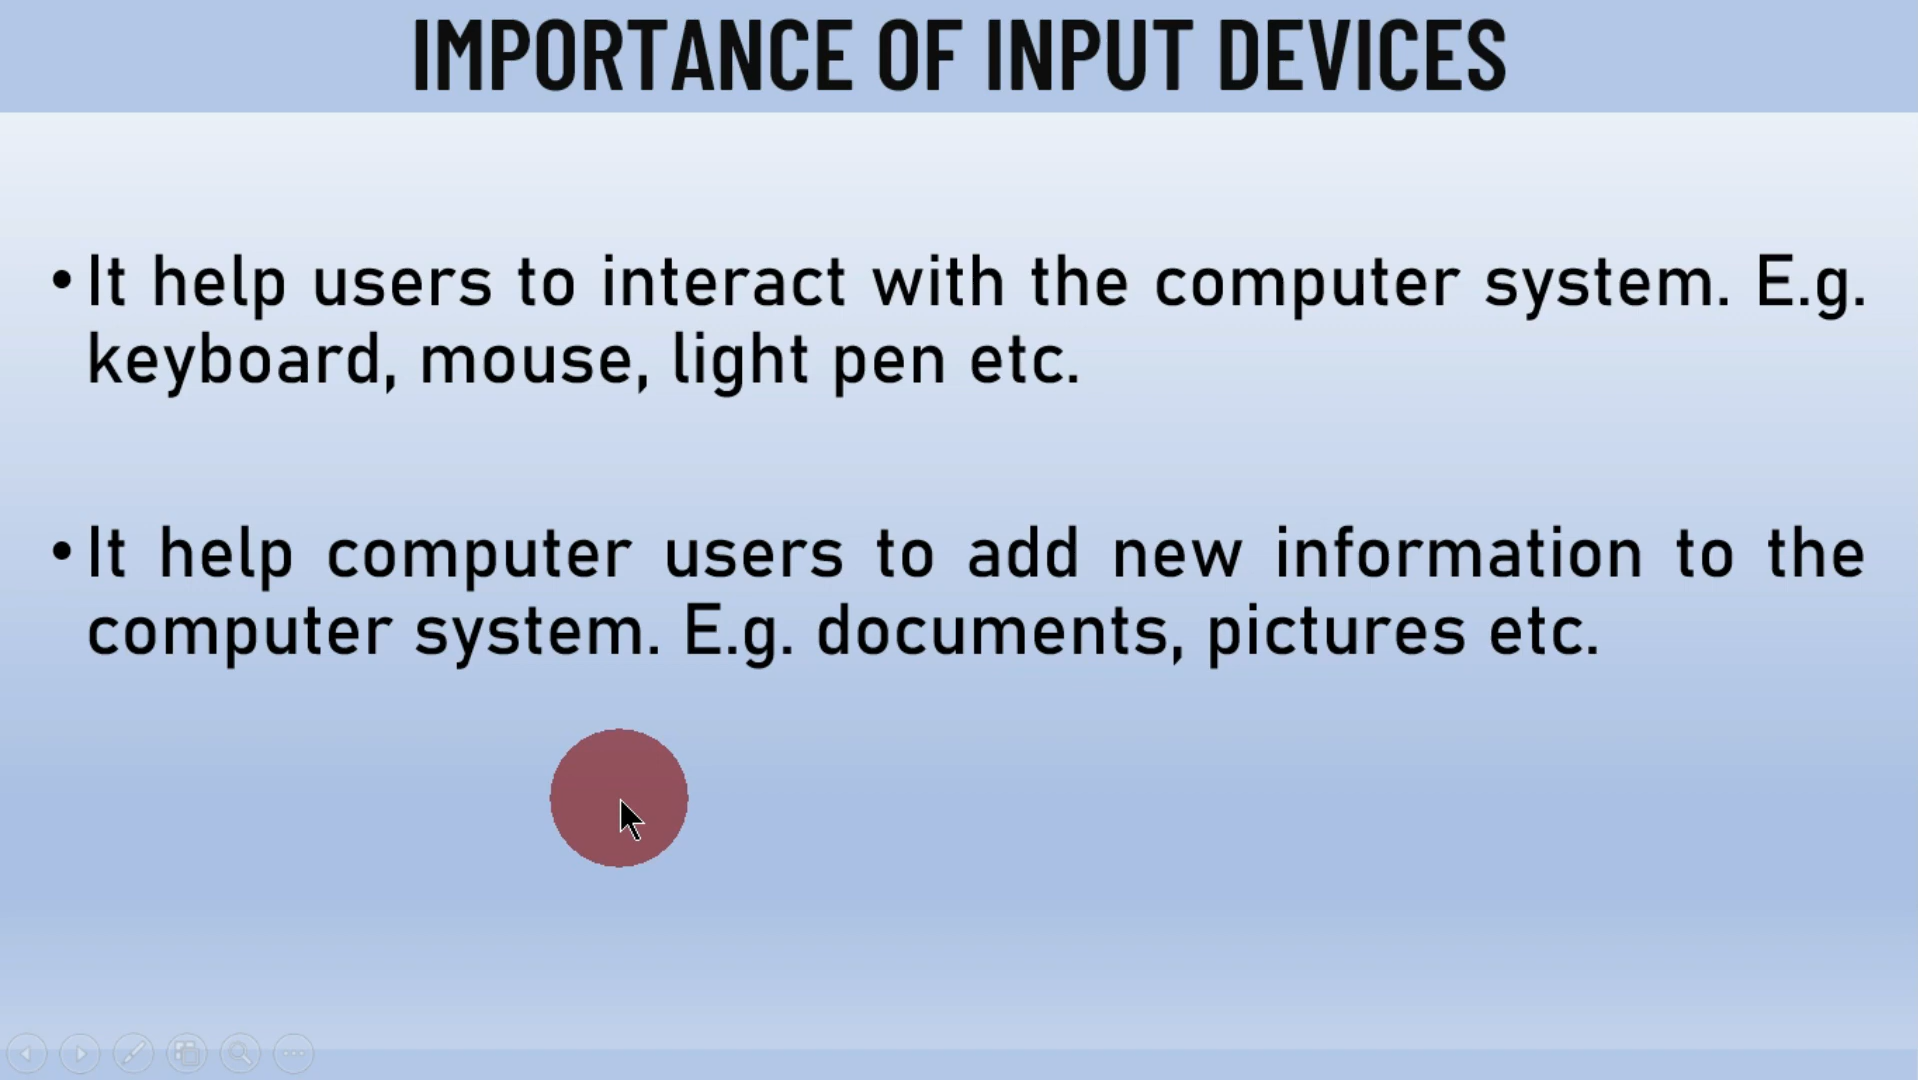 IMPORTANCE OF INPUT DEVICES
•It help users to interact with the computer system. E.g.
keyboard, mouse, light pen etc.
•It help computer users to add new information to the
computer system. E.g. documents, pictures etc.